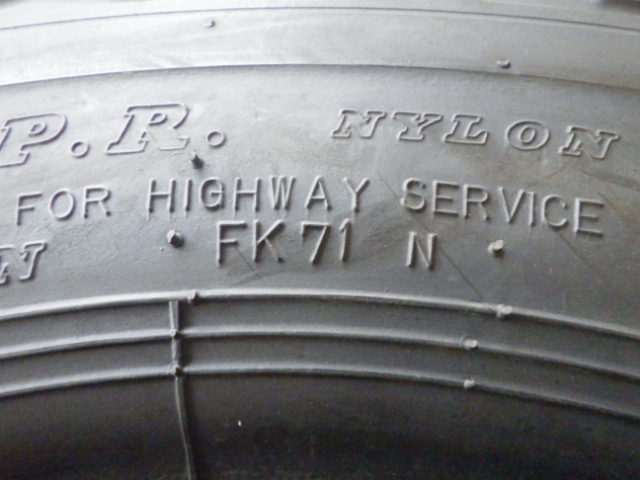 P.R. NYLON
FOR HIGHWAY SERVICE
N FK71 N